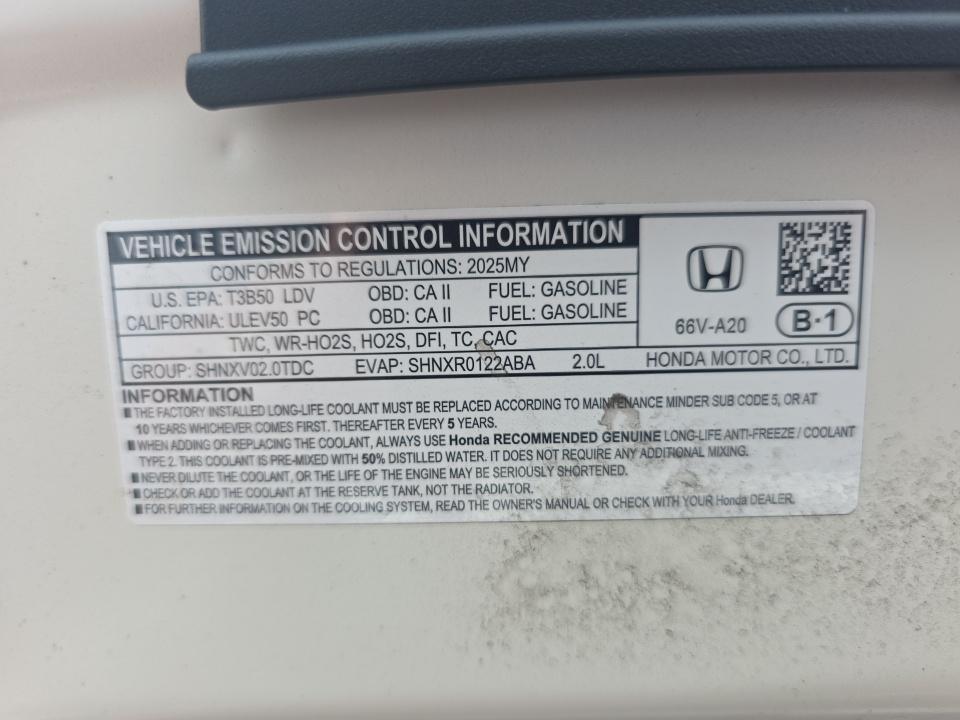 VEHICLE EMISSION CONTROL INFORMATION
CONFORMS TO REGULATIONS: 2025MY
U.S. EPA: T3B50 LDV OBD: CA II FUEL: GASOLINE
CALIFORNIA: ULEV50 PC OBD: CA II FUEL: GASOLINE
TWC, WR-HO2S, HO2S, DFI, TC, CAC
GROUP: SHNXV02.0TDC EVAP: SHNXR0122ABA 2.0L
66V-A20 B·1
HONDA MOTOR CO., LTD.
INFORMATION
■ THE FACTORY INSTALLED LONG-LIFE COOLANT MUST BE REPLACED ACCORDING TO MAINTENANCE MINDER SUB CODE 5, OR AT
10 YEARS WHICHEVER COMES FIRST. THEREAFTER EVERY 5 YEARS.
■ WHEN ADDING OR REPLACING THE COOLANT, ALWAYS USE Honda RECOMMENDED GENUINE LONG-LIFE ANTI-FREEZE / COOLANT
TYPE 2. THIS COOLANT IS PRE-MIXED WITH 50% DISTILLED WATER. IT DOES NOT REQUIRE ANY ADDITIONAL MIXING.
■ NEVER DILUTE THE COOLANT, OR THE LIFE OF THE ENGINE MAY BE SERIOUSLY SHORTENED.
■ CHECK OR ADD THE COOLANT AT THE RESERVE TANK, NOT THE RADIATOR.
■ FOR FURTHER INFORMATION ON THE COOLING SYSTEM, READ THE OWNER'S MANUAL OR CHECK WITH YOUR Honda DEALER.